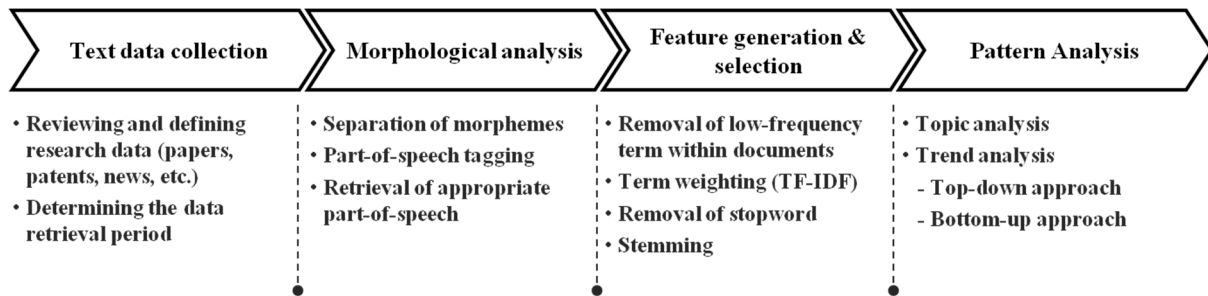 Text data collection
Morphological analysis
Feature generation &
selection
Pattern Analysis
• Reviewing and defining
research data (papers,
patents, news, etc.)
• Determining the data
retrieval period
• Separation of morphemes
• Part-of-speech tagging
• Retrieval of appropriate
part-of-speech
• Removal of low-frequency
term within documents
• Term weighting (TF-IDF)
• Removal of stopword
• Stemming
• Topic analysis
• Trend analysis
- Top-down approach
- Bottom-up approach